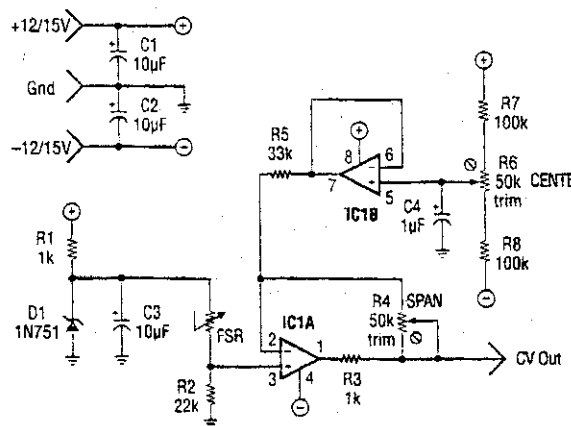 +12/15V
C1
10µF
Gnd
C2
10µF
−12/15V
R1
1k
D1
1N751
C3
10µF
FSR
R2
22k
R5
33k
8
6
7
5
IC1B
C4
1µF
R7
100k
R6
50k
trim
CENTE
R8
100k
IC1A
2
1
3
4
R3
1k
R4
50k
trim
SPAN
CV Out